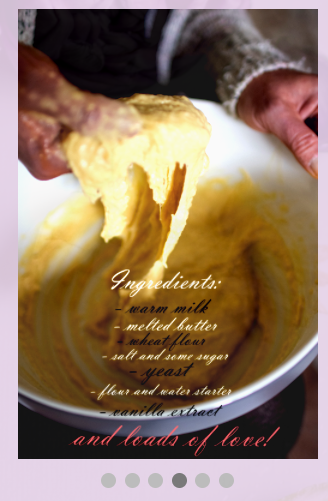 Ingredients:
- warm milk
- melted butter
- wheat flour
- salt and some sugar
- yeast
- flour and water starter
- vanilla extract
and loads of love!